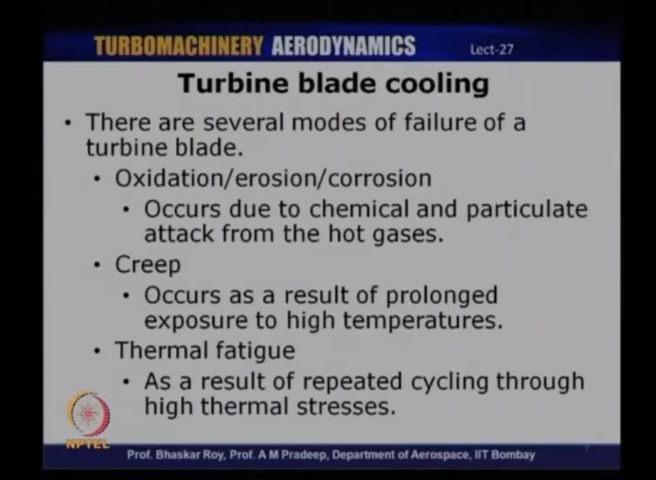 TURBOMACHINERY AERODYNAMICS Lect-27
Turbine blade cooling
• There are several modes of failure of a
turbine blade.
• Oxidation/erosion/corrosion
• Occurs due to chemical and particulate
attack from the hot gases.
• Creep
• Occurs as a result of prolonged
exposure to high temperatures.
• Thermal fatigue
• As a result of repeated cycling through
high thermal stresses.
NPTEL
Prof. Bhaskar Roy, Prof. A M Pradeep, Department of Aerospace, IIT Bombay